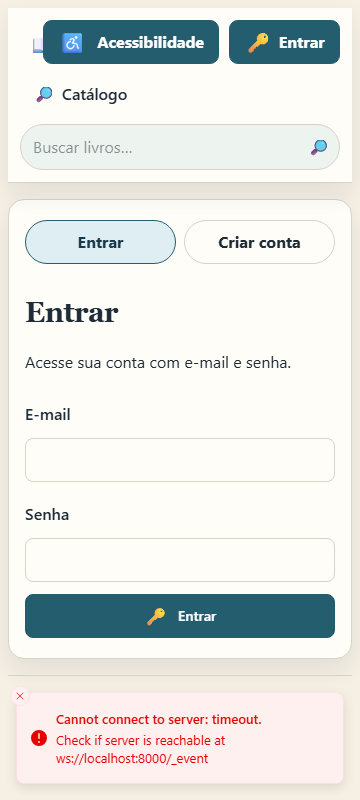 Acessibilidade
Entrar
Catálogo
Buscar livros...
Entrar
Criar conta
Entrar
Acesse sua conta com e-mail e senha.
E-mail
Senha
Entrar
Cannot connect to server: timeout.
Check if server is reachable at
ws://localhost:8000/_event